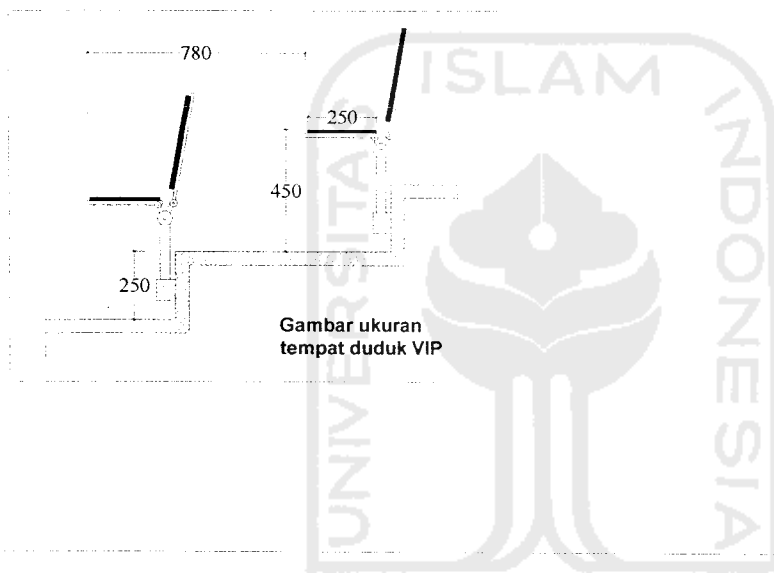 780
250
450
250
Gambar ukuran
tempat duduk VIP
UNIVERSITAS
ISLAM
INDONESIA